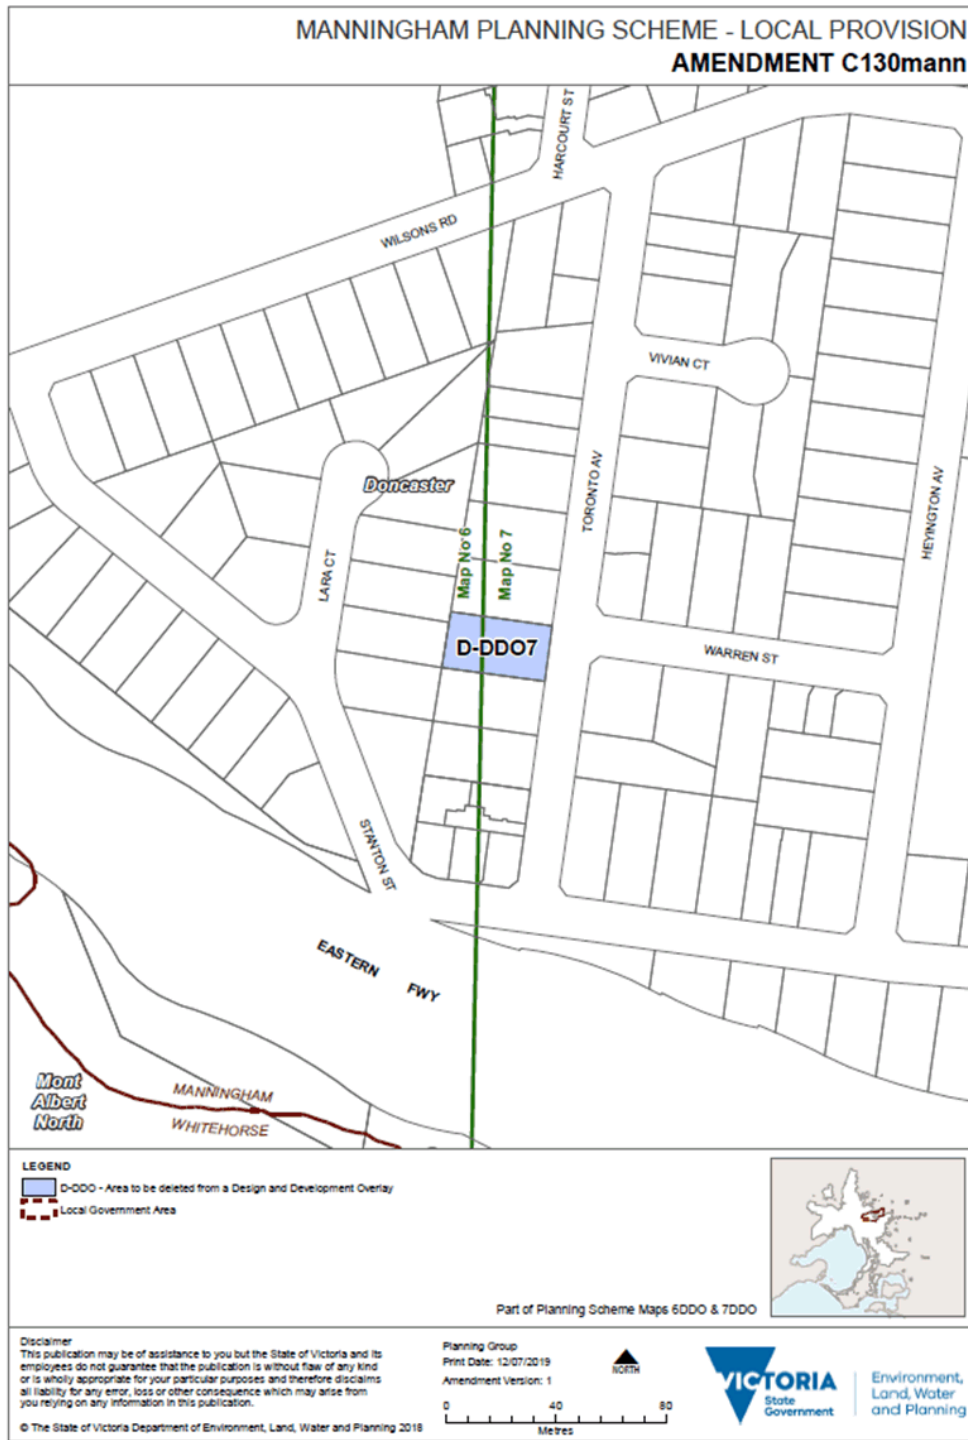 MANNINGHAM PLANNING SCHEME - LOCAL PROVISION
AMENDMENT C130mann
HARCOURT ST
WILSONS RD
VIVIAN CT
TORONTO AV
HEYINGTON AV
Doncaster
LARA CT
Map No 6
Map No 7
D-DDO7
WARREN ST
STANTON ST
EASTERN FWY
Mont
Albert
North
MANNINGHAM
WHITEHORSE
LEGEND
D-DDO - Area to be deleted from a Design and Development Overlay
Local Government Area
Part of Planning Scheme Maps 6DDO & 7DDO
Disclaimer
This publication may be of assistance to you but the State of Victoria and its
employees do not guarantee that the publication is without flaw of any kind
or is wholly appropriate for your particular purposes and therefore disclaims
all liability for any error, loss or other consequence which may arise from
you relying on any information in this publication.
© The State of Victoria Department of Environment, Land, Water and Planning 2018
Planning Group
Print Date: 12/07/2019
Amendment Version: 1
NORTH
0 40 80
Metres
VICTORIA
State
Government
Environment,
Land, Water
and Planning